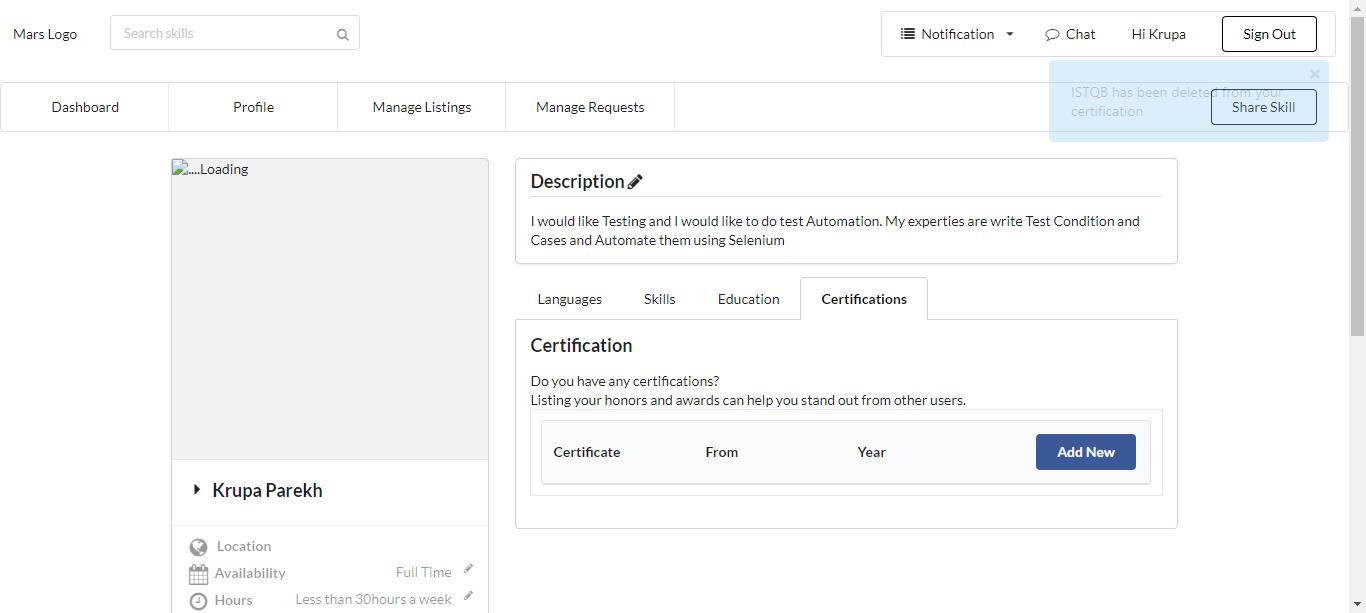 Mars Logo
Search skills
Notification
Chat
Hi Krupa
Sign Out
Dashboard
Profile
Manage Listings
Manage Requests
ISTQB has been deleted from your
certification
Share Skill
....Loading
Krupa Parekh
Location
Availability
Full Time
Hours
Less than 30hours a week
Description
I would like Testing and I would like to do test Automation. My experties are write Test Condition and
Cases and Automate them using Selenium
Languages
Skills
Education
Certifications
Certification
Do you have any certifications?
Listing your honors and awards can help you stand out from other users.
Certificate
From
Year
Add New